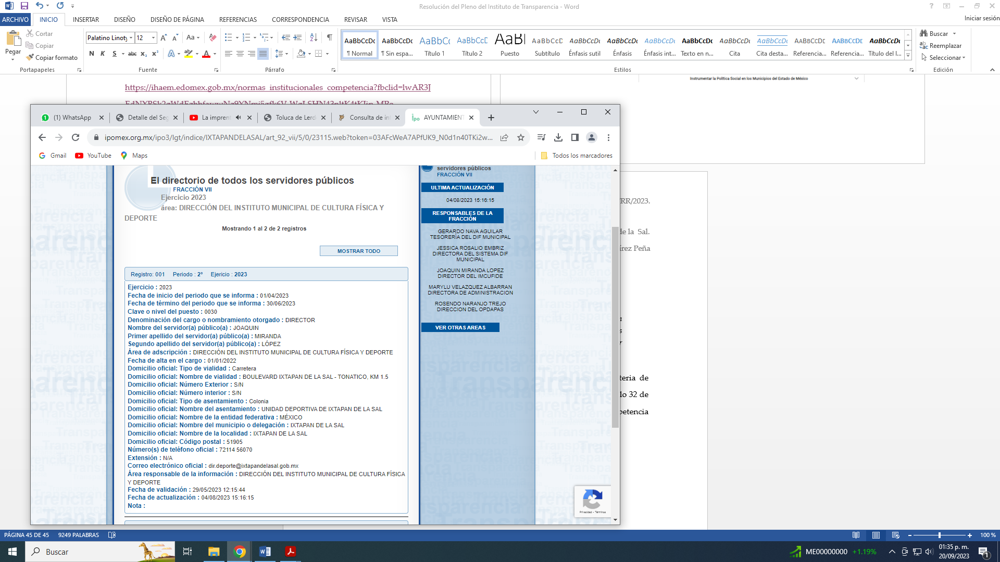 Resolución del Pleno del Instituto de Transparencia - Word
ARCHIVO INICIO INSERTAR DISEÑO DISEÑO DE PÁGINA REFERENCIAS CORRESPONDENCIA REVISAR VISTA
Iniciar sesión
Pegar
Cortar
Copiar
Copiar formato
Portapapeles
Palatino Linoty 12
N K S abc x₂ x²
Fuente
Párrafo
AaBbCcDc AaBbCcDc AaBbCc AaBbCcD AaBl AaBbCcD AaBbCcDc AaBbCcDc AaBbCcDc AaBbCcDc AaBbCcDc AaBbCcDc AABBCCDE AABBCCDE AaBbCcDc
¶ Normal ¶ Sin espa... Título 1 Título 2 Puesto Subtítulo Énfasis sutil Énfasis Énfasis int... Texto en n... Cita Cita desta... Referencia... Referencia... Título del l...
Estilos
Buscar
Reemplazar
Seleccionar
Edición
https://ihaem.edomex.gob.mx/normas_institucionales_competencia?fbclid=lwAR3J
Instrumentar la Política Social en los Municipios del Estado de México
(1) WhatsApp
Detalle del Seg
La imprent
Toluca de Lerd
Consulta de inf
AYUNTAMIENT
ipomex.org.mx/ipo3/lgt/indice/IXTAPANDELASAL/art_92_vii/5/0/23115.web?token=03AFcWeA7APfUK9_N0d1n40TKi2w...
Gmail YouTube Maps
Todos los marcadores
El directorio de todos los servidores públicos
FRACCIÓN VII
Ejercicio 2023
área: DIRECCIÓN DEL INSTITUTO MUNICIPAL DE CULTURA FÍSICA Y
DEPORTE
Mostrando 1 al 2 de 2 registros
MOSTRAR TODO
Registro: 001 Periodo : 2º Ejericio : 2023
Ejercicio : 2023
Fecha de inicio del periodo que se informa : 01/04/2023
Fecha de término del periodo que se informa : 30/06/2023
Clave o nivel del puesto : 0030
Denominación del cargo o nombramiento otorgado : DIRECTOR
Nombre del servidor(a) público(a) : JOAQUIN
Primer apellido del servidor(a) público(a) : MIRANDA
Segundo apellido del servidor(a) público(a) : LÓPEZ
Área de adscripción : DIRECCIÓN DEL INSTITUTO MUNICIPAL DE CULTURA FÍSICA Y DEPORTE
Fecha de alta en el cargo : 01/01/2022
Domicilio oficial: Tipo de vialidad : Carretera
Domicilio oficial: Nombre de vialidad : BOULEVARD IXTAPAN DE LA SAL - TONATICO, KM 1.5
Domicilio oficial: Número Exterior : S/N
Domicilio oficial: Número interior : S/N
Domicilio oficial: Tipo de asentamiento : Colonia
Domicilio oficial: Nombre del asentamiento : UNIDAD DEPORTIVA DE IXTAPAN DE LA SAL
Domicilio oficial: Nombre de la entidad federativa : MÉXICO
Domicilio oficial: Nombre del municipio o delegación : IXTAPAN DE LA SAL
Domicilio oficial: Nombre de la localidad : IXTAPAN DE LA SAL
Domicilio oficial: Código postal : 51905
Número(s) de teléfono oficial : 72114 56070
Extensión : N/A
Correo electrónico oficial : dir.deporte@ixtapandelasal.gob.mx
Área responsable de la información : DIRECCIÓN DEL INSTITUTO MUNICIPAL DE CULTURA FÍSICA
Y DEPORTE
Fecha de validación : 29/05/2023 12:15:44
Fecha de actualización : 04/08/2023 15:16:15
Nota :
servidores públicos
FRACCIÓN VII
ULTIMA ACTUALIZACIÓN
04/08/2023 15:16:15
RESPONSABLES DE LA
FRACCIÓN
GERARDO NAVA AGUILAR
TESORERÍA DEL DIF MUNICIPAL
JESSICA ROSALIO EMBRIZ
DIRECTORA DEL SISTEMA DIF
MUNICIPAL
JOAQUIN MIRANDA LOPEZ
DIRECTOR DEL IMCUFIDE
MARYLU VELAZQUEZ ALBARRAN
DIRECTORA DE ADMINISTRACION
ROSENDO NARANJO TREJO
DIRECCION DEL OPDAPAS
VER OTRAS AREAS
Privacidad - Términos
RR/2023.
de la Sal.
írez Peña
a
s
r
teria de
lo 32 de
petencia
PÁGINA 45 DE 45 9249 PALABRAS
100 %
Buscar
ME00000000 +1.19%
01:35 p. m.
20/09/2023
1